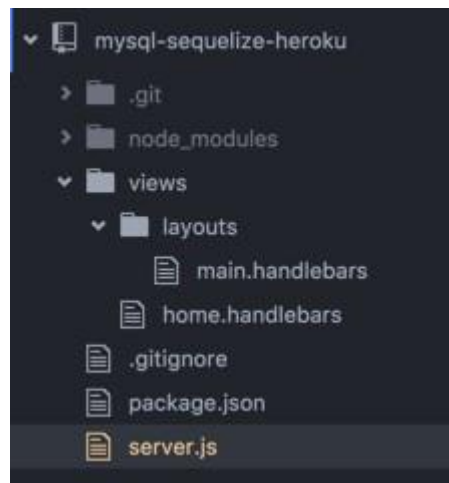 mysql-sequelize-heroku
.git
node_modules
views
layouts
main.handlebars
home.handlebars
.gitignore
package.json
server.js